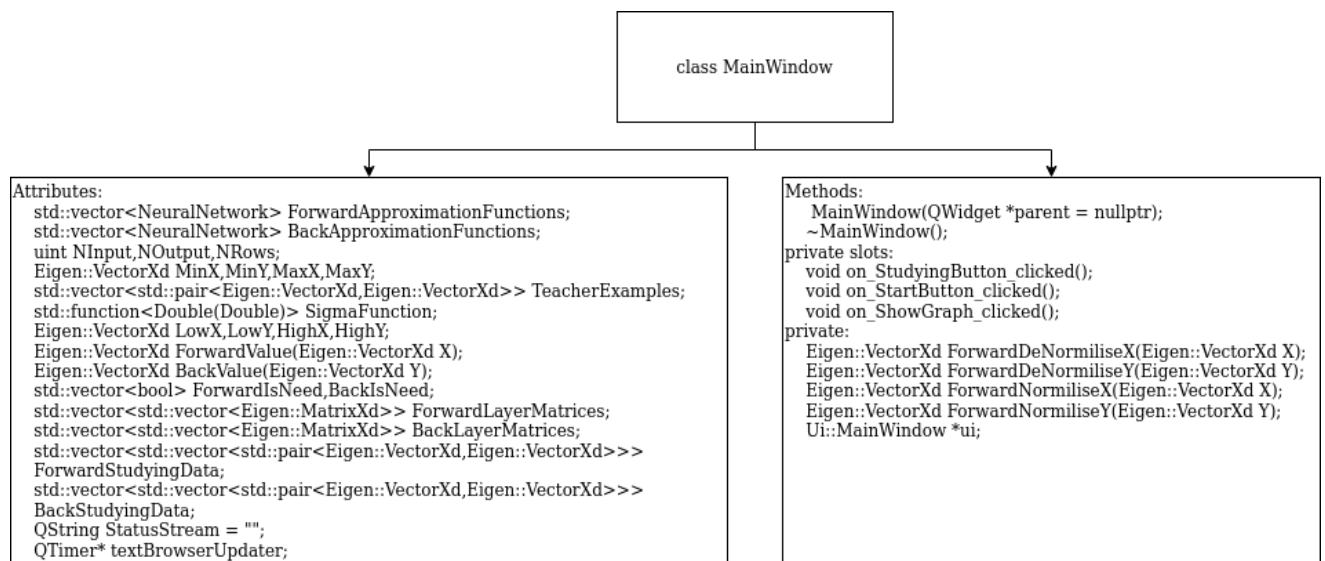 class MainWindow
Attributes:
std::vector<NeuralNetwork> ForwardApproximationFunctions;
std::vector<NeuralNetwork> BackApproximationFunctions;
uint NInput,NOutput,NRows;
Eigen::VectorXd MinX,MinY,MaxX,MaxY;
std::vector<std::pair<Eigen::VectorXd,Eigen::VectorXd>> TeacherExamples;
std::function<Double(Double)> SigmaFunction;
Eigen::VectorXd LowX,LowY,HighX,HighY;
Eigen::VectorXd ForwardValue(Eigen::VectorXd X);
Eigen::VectorXd BackValue(Eigen::VectorXd Y);
std::vector<bool> ForwardIsNeed,BackIsNeed;
std::vector<std::vector<Eigen::MatrixXd>> ForwardLayerMatrices;
std::vector<std::vector<Eigen::MatrixXd>> BackLayerMatrices;
std::vector<std::vector<std::pair<Eigen::VectorXd,Eigen::VectorXd>>>
ForwardStudyingData;
std::vector<std::vector<std::pair<Eigen::VectorXd,Eigen::VectorXd>>>
BackStudyingData;
QString StatusStream = "";
QTimer* textBrowserUpdater;
Methods:
MainWindow(QWidget *parent = nullptr);
~MainWindow();
private slots:
void on_StudyingButton_clicked();
void on_StartButton_clicked();
void on_ShowGraph_clicked();
private:
Eigen::VectorXd ForwardDeNormiliseX(Eigen::VectorXd X);
Eigen::VectorXd ForwardDeNormiliseY(Eigen::VectorXd Y);
Eigen::VectorXd ForwardNormiliseX(Eigen::VectorXd X);
Eigen::VectorXd ForwardNormiliseY(Eigen::VectorXd Y);
Ui::MainWindow *ui;